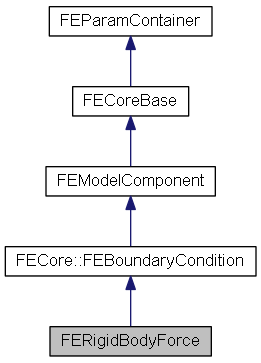 FEParamContainer
FECoreBase
FEModelComponent
FECore::FEBoundaryCondition
FERigidBodyForce